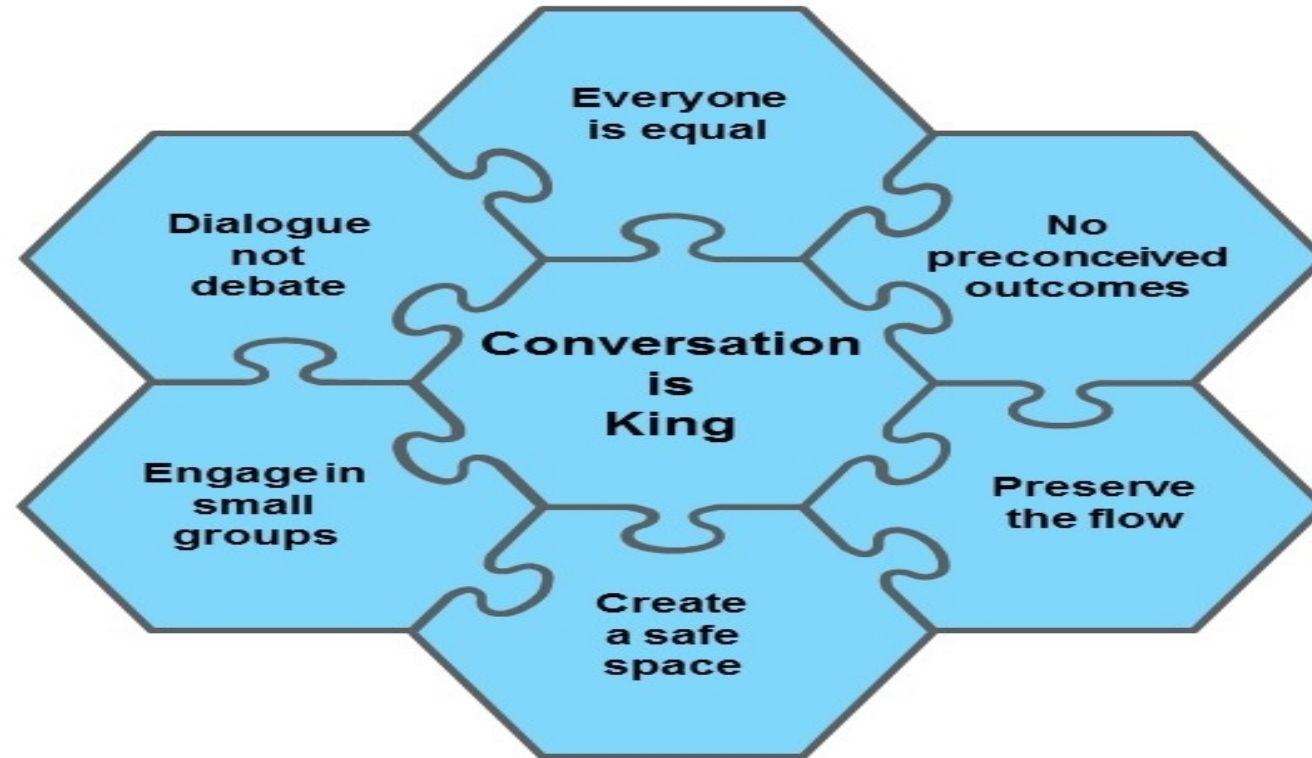 Everyone
is equal
Dialogue
not
debate
No
preconceived
outcomes
Conversation
is
King
Engage in
small
groups
Preserve
the flow
Create
a safe
space